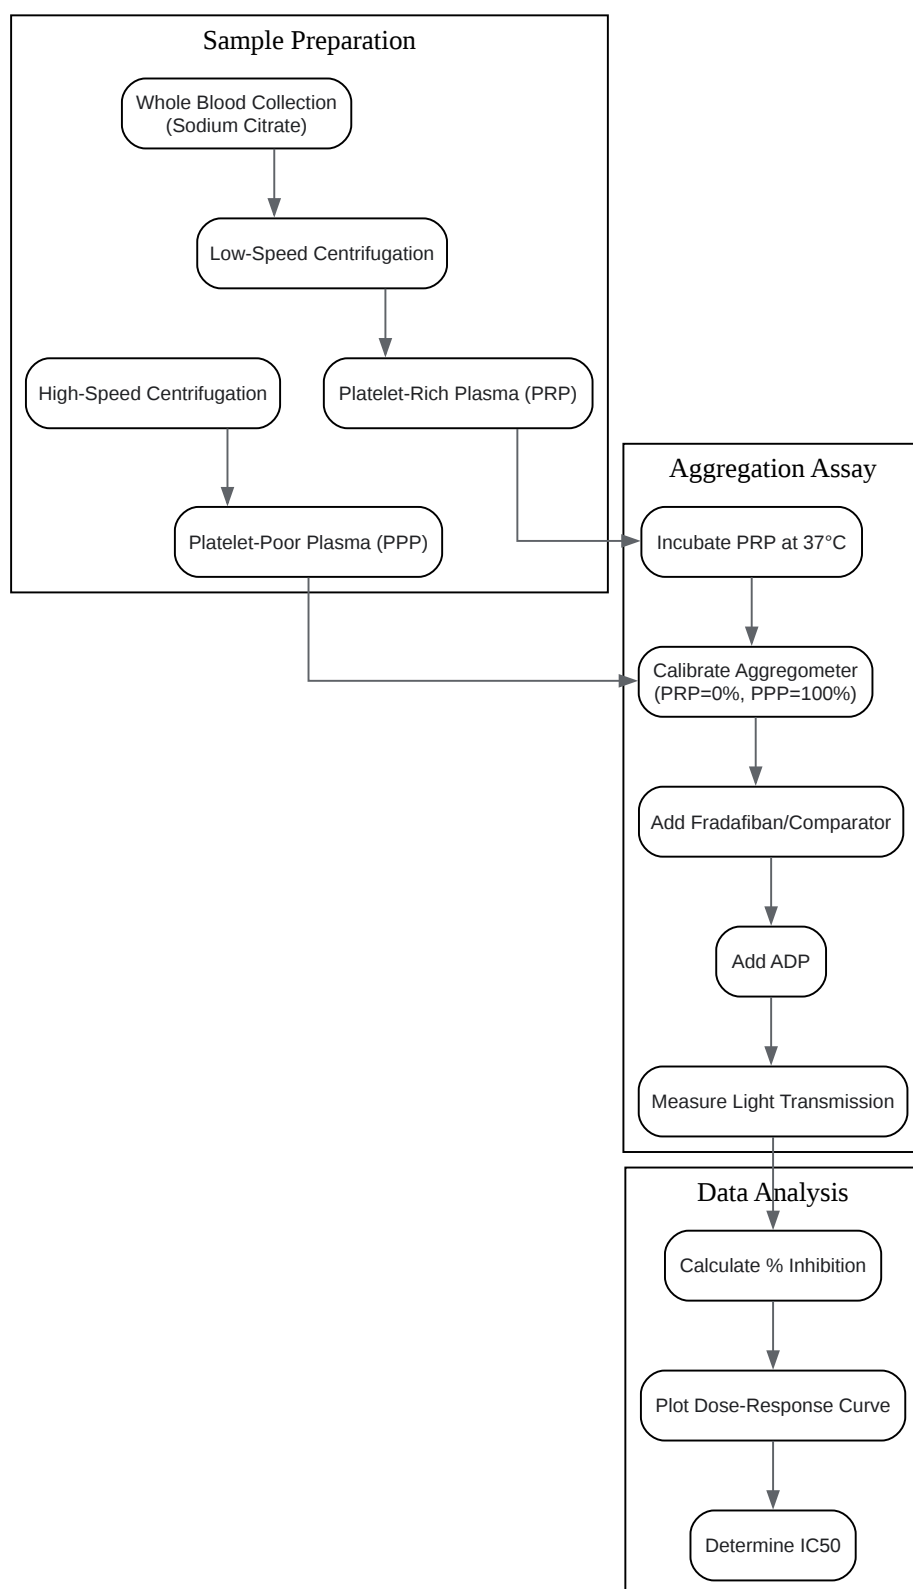 Sample Preparation
Whole Blood Collection
(Sodium Citrate)
Low-Speed Centrifugation
High-Speed Centrifugation
Platelet-Rich Plasma (PRP)
Platelet-Poor Plasma (PPP)
Aggregation Assay
Incubate PRP at 37°C
Calibrate Aggregometer
(PRP=0%, PPP=100%)
Add Fradafiban/Comparator
Add ADP
Measure Light Transmission
Data Analysis
Calculate % Inhibition
Plot Dose-Response Curve
Determine IC50